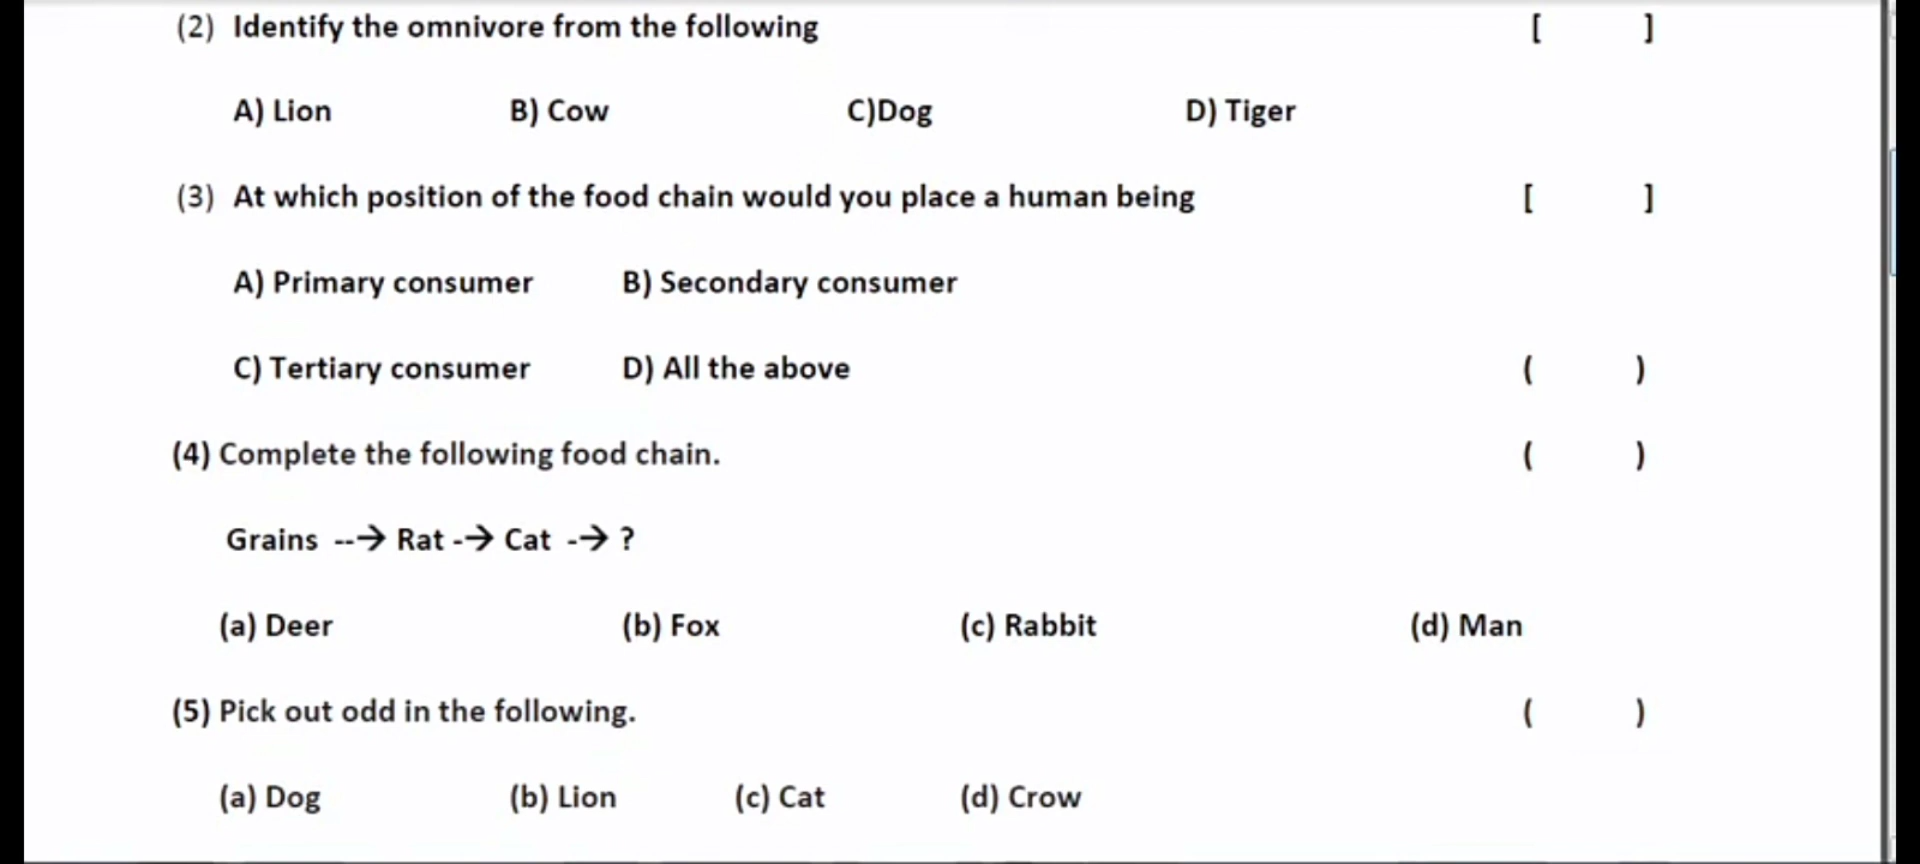 (2) Identify the omnivore from the following [ ]
A) Lion B) Cow C)Dog D) Tiger
(3) At which position of the food chain would you place a human being [ ]
A) Primary consumer B) Secondary consumer
C) Tertiary consumer D) All the above ( )
(4) Complete the following food chain. ( )
Grains --→ Rat -→ Cat -→ ?
(a) Deer (b) Fox (c) Rabbit (d) Man
(5) Pick out odd in the following. ( )
(a) Dog (b) Lion (c) Cat (d) Crow